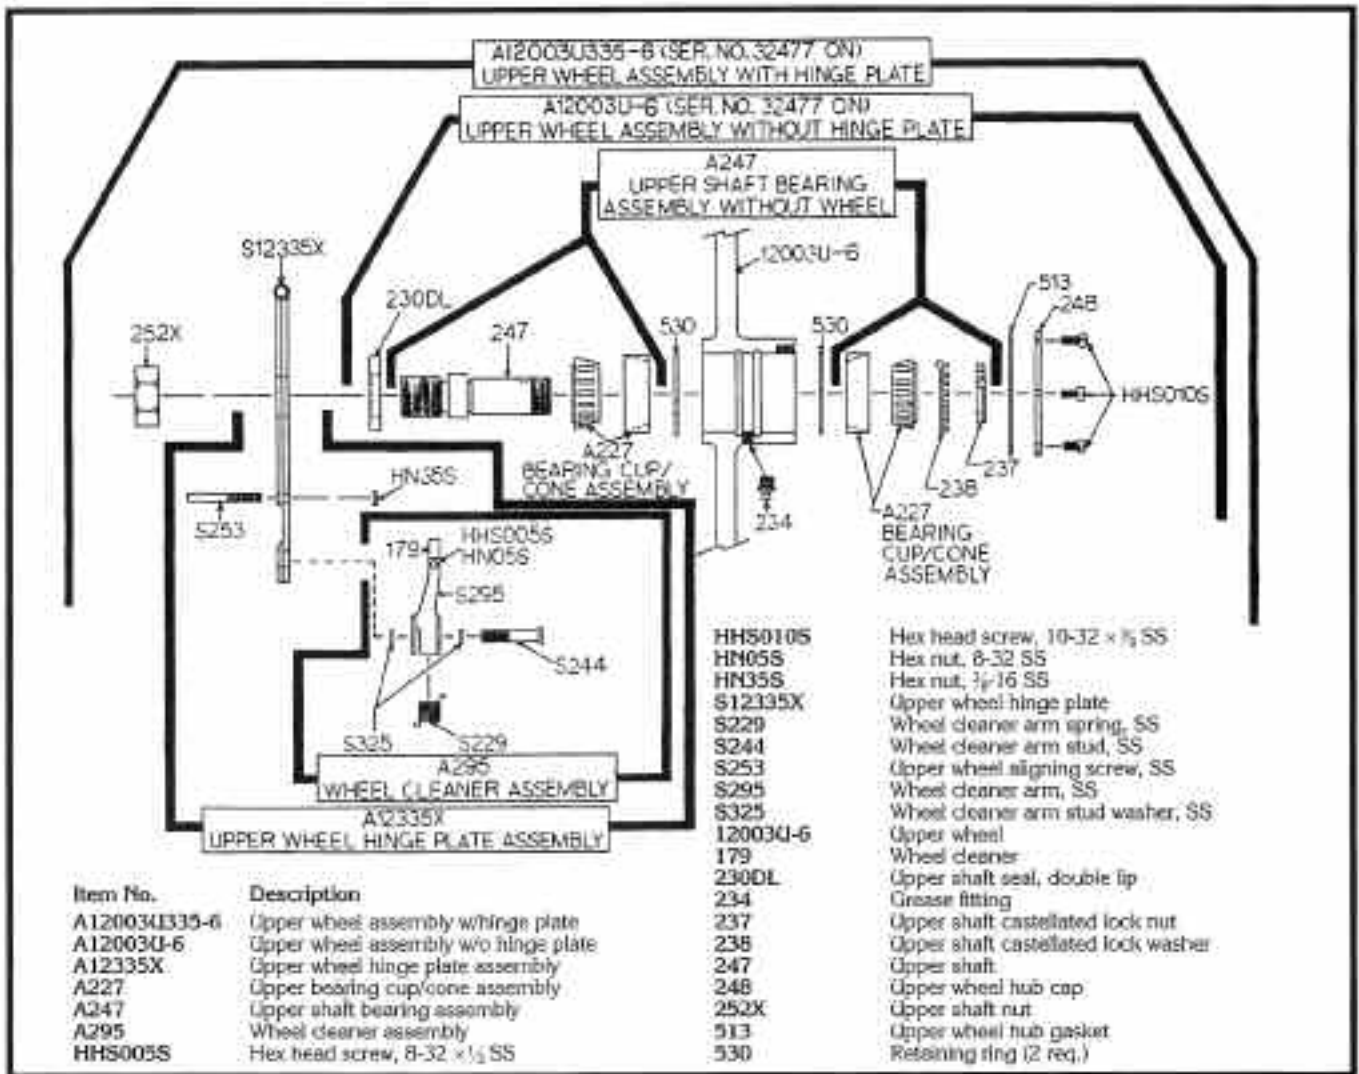 A12003U335-6 (SER. NO. 32477 ON)
UPPER WHEEL ASSEMBLY WITH HINGE PLATE
A12003U-6 (SER. NO. 32477 ON)
UPPER WHEEL ASSEMBLY WITHOUT HINGE PLATE
A247
UPPER SHAFT BEARING
ASSEMBLY WITHOUT WHEEL
S12335X
12003U-6
230DL
513
248
252X
247
530
530
HHS010S
A227
BEARING CUP/
CONE ASSEMBLY
237
238
HN35S
S253
234
A227
BEARING
CUP/CONE
ASSEMBLY
HHS005S
179
HN05S
S295
S244
S325
S229
A295
WHEEL CLEANER ASSEMBLY
A12335X
UPPER WHEEL HINGE PLATE ASSEMBLY
Item No. Description
A12003U335-6 Upper wheel assembly w/hinge plate
A12003U-6 Upper wheel assembly w/o hinge plate
A12335X Upper wheel hinge plate assembly
A227 Upper bearing cup/cone assembly
A247 Upper shaft bearing assembly
A295 Wheel cleaner assembly
HHS005S Hex head screw, 8-32 × ½ SS
HHS010S Hex head screw, 10-32 × SS
HN05S Hex nut, 8-32 SS
HN35S Hex nut, ⅜-16 SS
S12335X Upper wheel hinge plate
S229 Wheel cleaner arm spring, SS
S244 Wheel cleaner arm stud, SS
S253 Upper wheel aligning screw, SS
S295 Wheel cleaner arm, SS
S325 Wheel cleaner arm stud washer, SS
12003U-6 Upper wheel
179 Wheel cleaner
230DL Upper shaft seal, double lip
234 Grease fitting
237 Upper shaft castellated lock nut
238 Upper shaft castellated lock washer
247 Upper shaft
248 Upper wheel hub cap
252X Upper shaft nut
513 Upper wheel hub gasket
530 Retaining ring (2 req.)